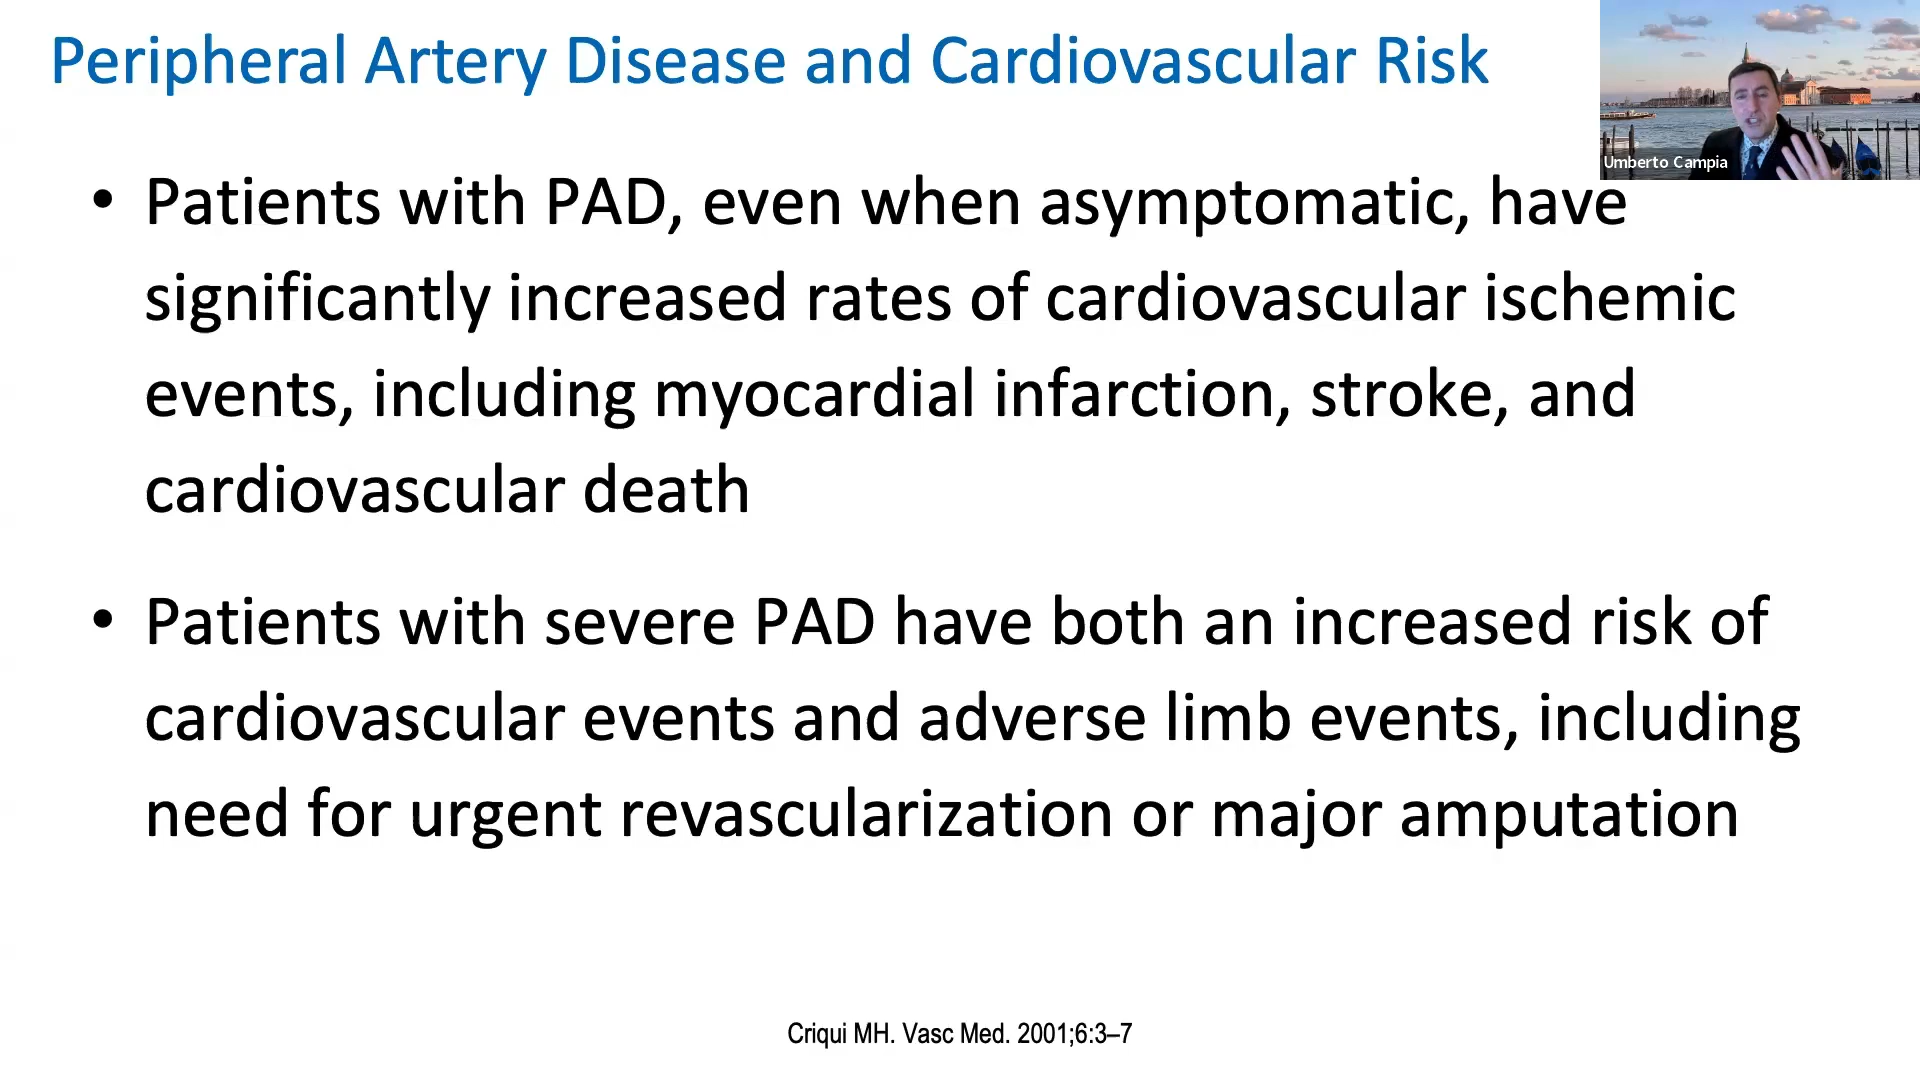 Peripheral Artery Disease and Cardiovascular Risk
Umberto Campia
• Patients with PAD, even when asymptomatic, have
significantly increased rates of cardiovascular ischemic
events, including myocardial infarction, stroke, and
cardiovascular death
• Patients with severe PAD have both an increased risk of
cardiovascular events and adverse limb events, including
need for urgent revascularization or major amputation
Criqui MH. Vasc Med. 2001;6:3–7